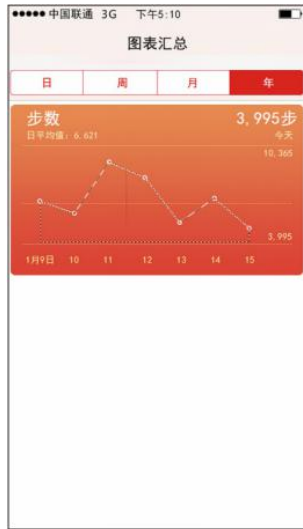 中国联通 3G 下午5:10
图表汇总
日 周 月 年
步数 3,995步
日平均值: 6.621 今天
10,365
3,995
1月9日 10 11 12 13 14 15